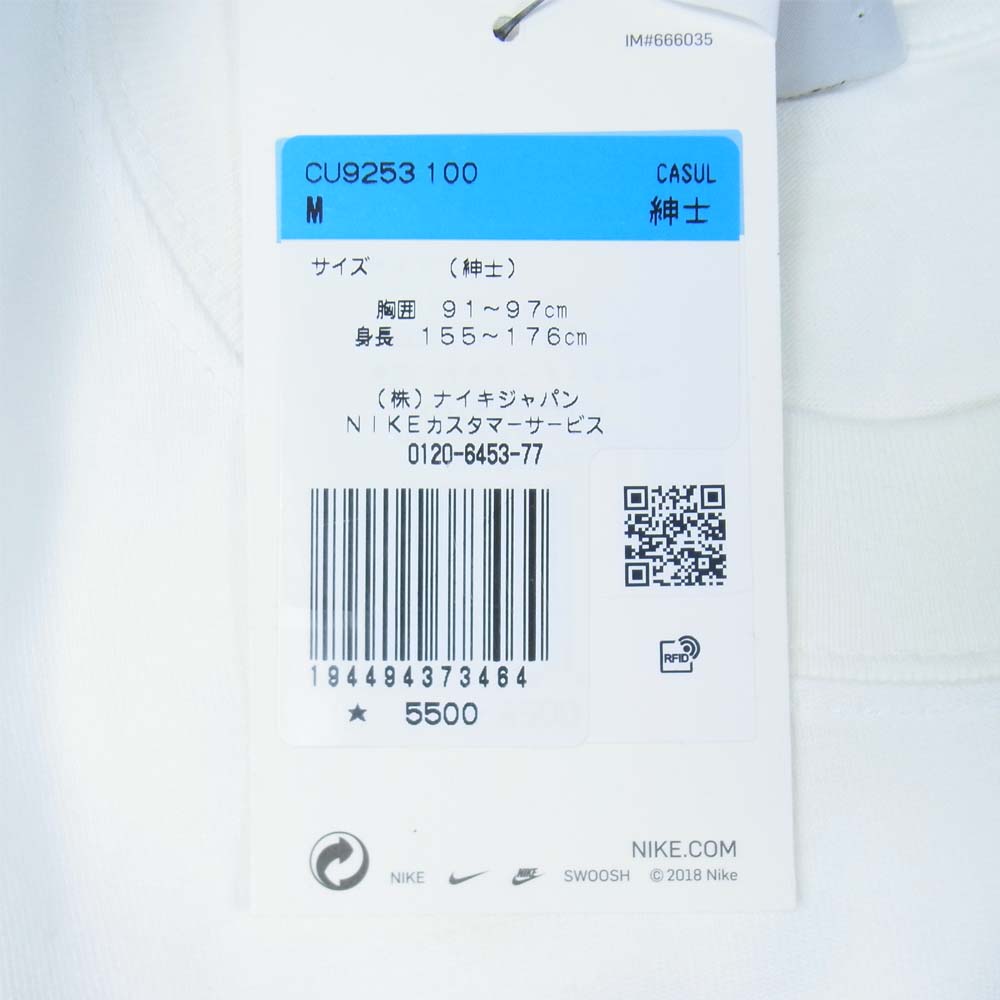 IM#666035
CU9253 100 CASUL
M 紳士
サイズ （紳士）
胸囲 91～97cm
身長 155～176cm
（株）ナイキジャパン
NIKEカスタマーサービス
0120-6453-77
194494373464
★ 5500
RFID
NIKE.COM
NIKE NIKE SWOOSH © 2018 Nike